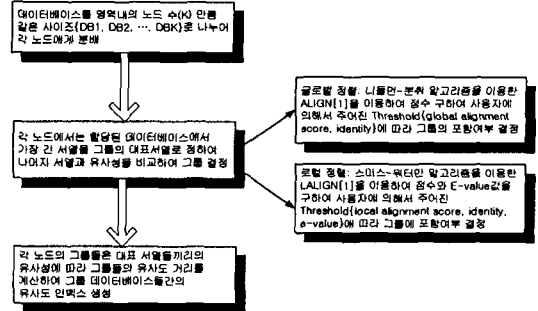 데이터베이스를 영역내의 노드 수(K) 만큼
같은 사이즈{DB1, DB2, …, DBK}로 나누어
각 노드에게 분배
각 노드에서는 할당된 데이터베이스에서
가장 긴 서열을 그룹의 대표서열로 정하여
나머지 서열과 유사성을 비교하여 그룹 결정
글로벌 정렬: 니들먼-분쉬 알고리즘을 이용한
ALIGN[1]을 이용하여 점수 구하여 사용자에
의해서 주어진 Threshold{global alignment
score, identity}에 따라 그룹의 포함여부 결정
로컬 정렬: 스미스-워터만 알고리즘을 이용한
LALIGN[1]을 이용하여 점수와 E-value값을
구하여 사용자에 의해서 주어진
Threshold{local alignment score, identity,
e-value}에 따라 그룹에 포함여부 결정
각 노드의 그룹들은 대표 서열들끼리의
유사성에 따라 그룹들의 유사도 거리를
계산하여 그룹 데이터베이스들간의
유사도 인덱스 생성